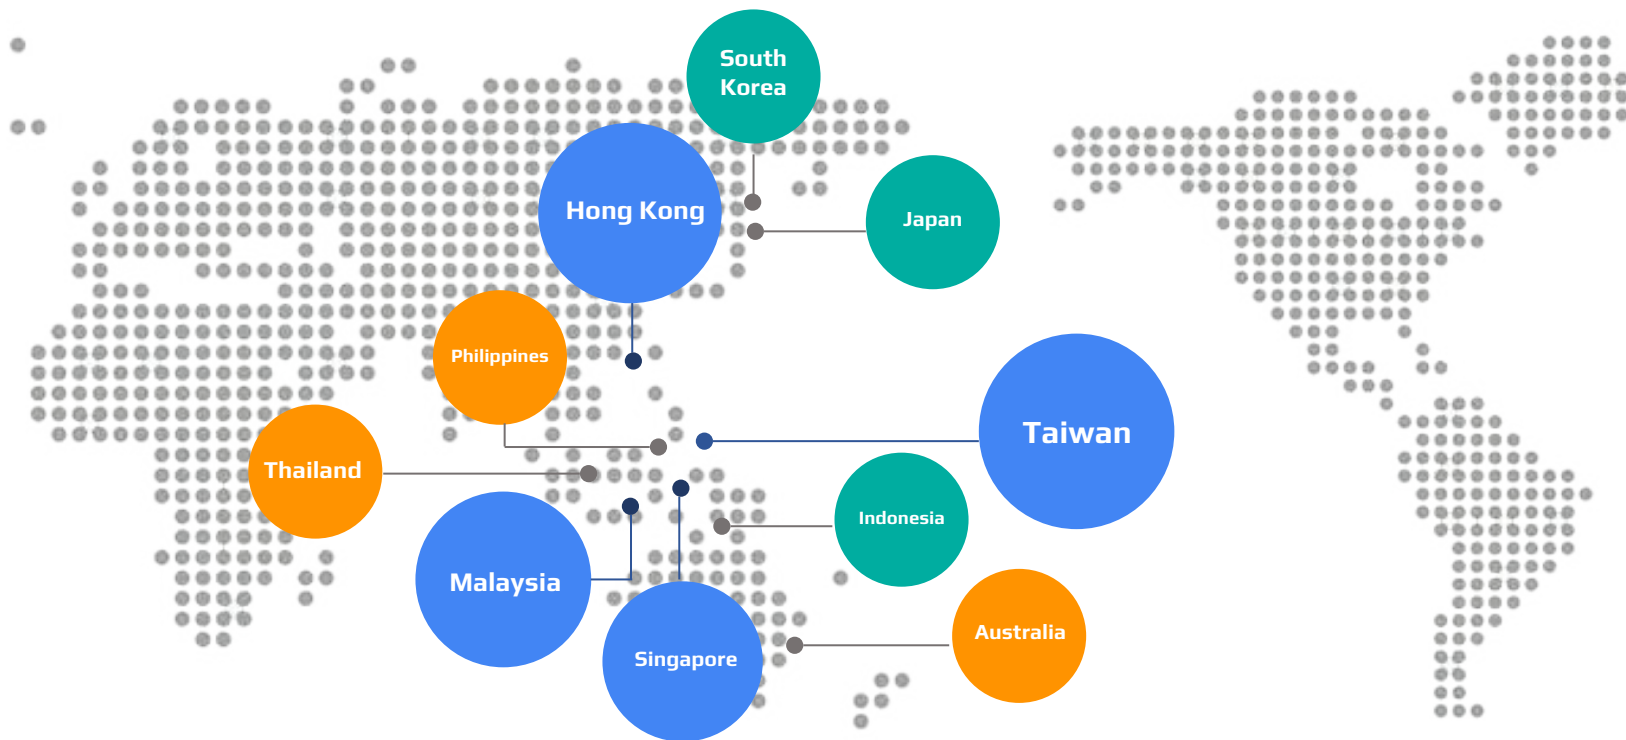 South
Korea
Hong Kong
Japan
Philippines
Taiwan
Thailand
Indonesia
Malaysia
Australia
Singapore